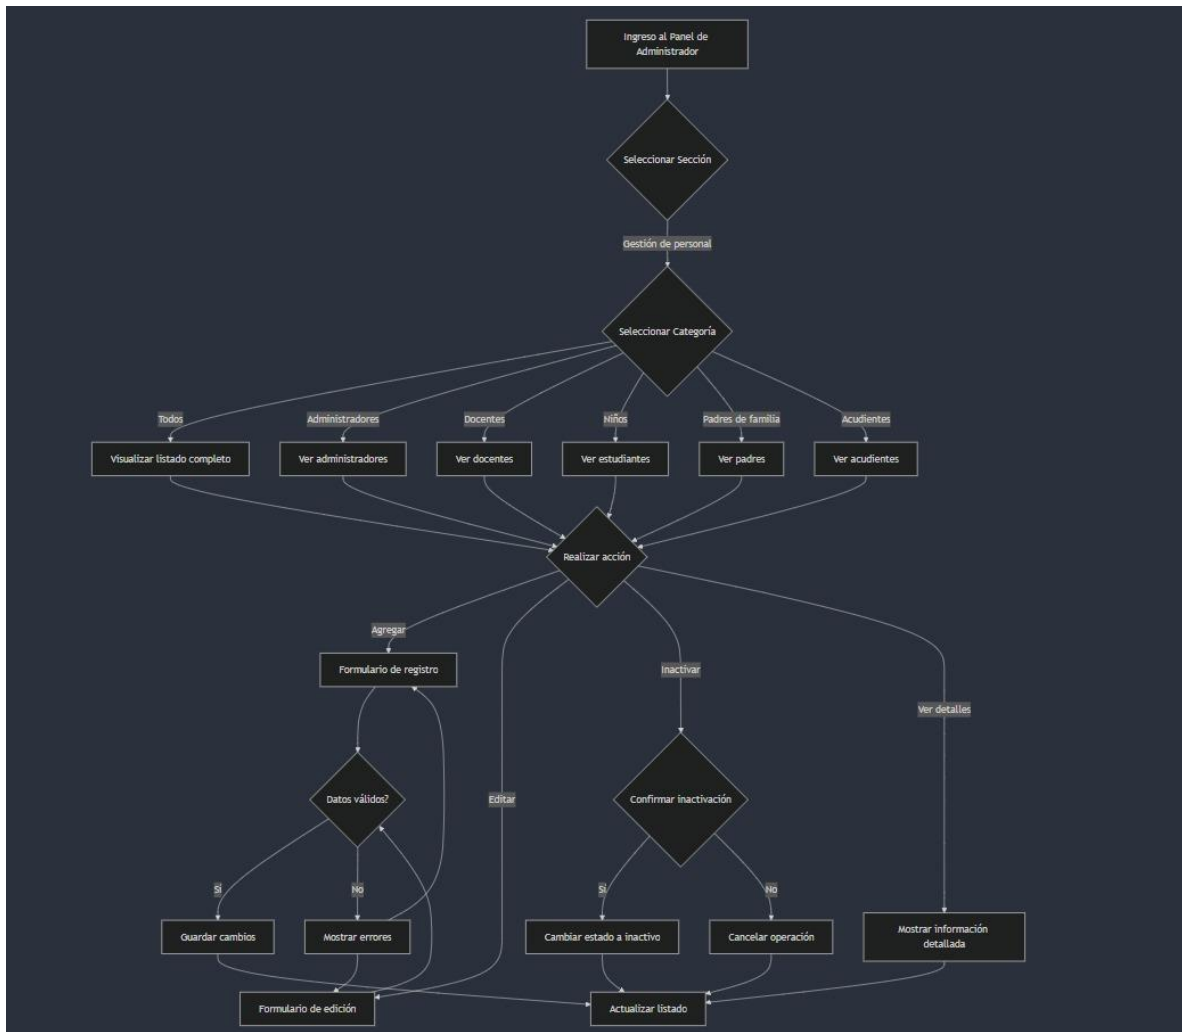 Ingreso al Panel de
Administrador
Seleccionar Sección
Gestión de personal
Seleccionar Categoría
Todos
Administradores
Docentes
Niños
Padres de familia
Acudientes
Visualizar listado completo
Ver administradores
Ver docentes
Ver estudiantes
Ver padres
Ver acudientes
Realizar acción
Agregar
Formulario de registro
Inactivar
Ver detalles
Datos válidos?
Editar
Confirmar inactivación
Sí
No
Sí
No
Guardar cambios
Mostrar errores
Cambiar estado a inactivo
Cancelar operación
Mostrar información
detallada
Formulario de edición
Actualizar listado